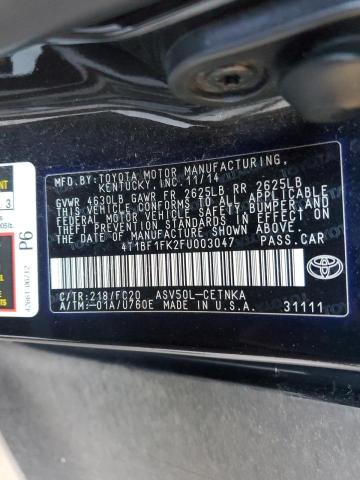 MFD.BY:TOYOTA MOTOR MANUFACTURING,
KENTUCKY, INC. 11/14
GVWR 4630LB GAWR FR 2625LB RR 2625LB
THIS VEHICLE CONFORMS TO ALL APPLICABLE
FEDERAL MOTOR VEHICLE SAFETY, BUMPER, AND
THEFT PREVENTION STANDARDS IN EFFECT ON THE
DATE OF MANUFACTURE SHOWN ABOVE.
4T1BF1FK2FU003047 PASS.CAR
C/TR:218/FC20 ASV50L-CETNKA
A/TM:-01A/U760E MADE IN U.S.A. 31111
TOYOTA
3
P6